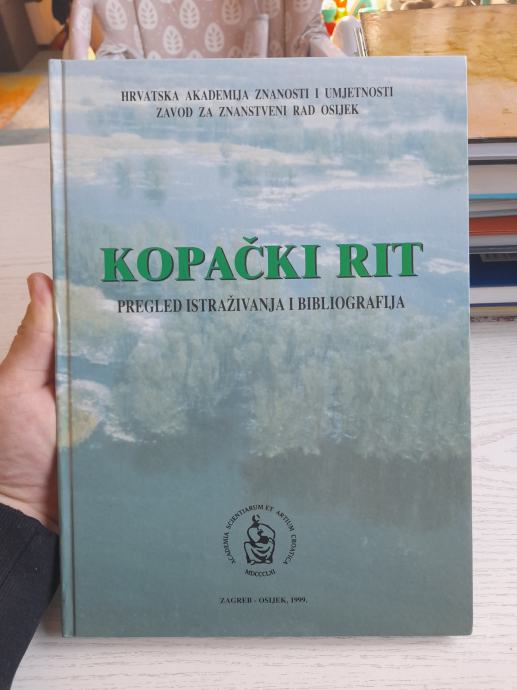 HRVATSKA AKADEMIJA ZNANOSTI I UMJETNOSTI
ZAVOD ZA ZNANSTVENI RAD OSIJEK
KOPAČKI RIT
PREGLED ISTRAŽIVANJA I BIBLIOGRAFIJA
ACADEMIA SCIENTIARUM ET ARTIUM CROATICA
MDCCCLXI
ZAGREB - OSIJEK, 1999.